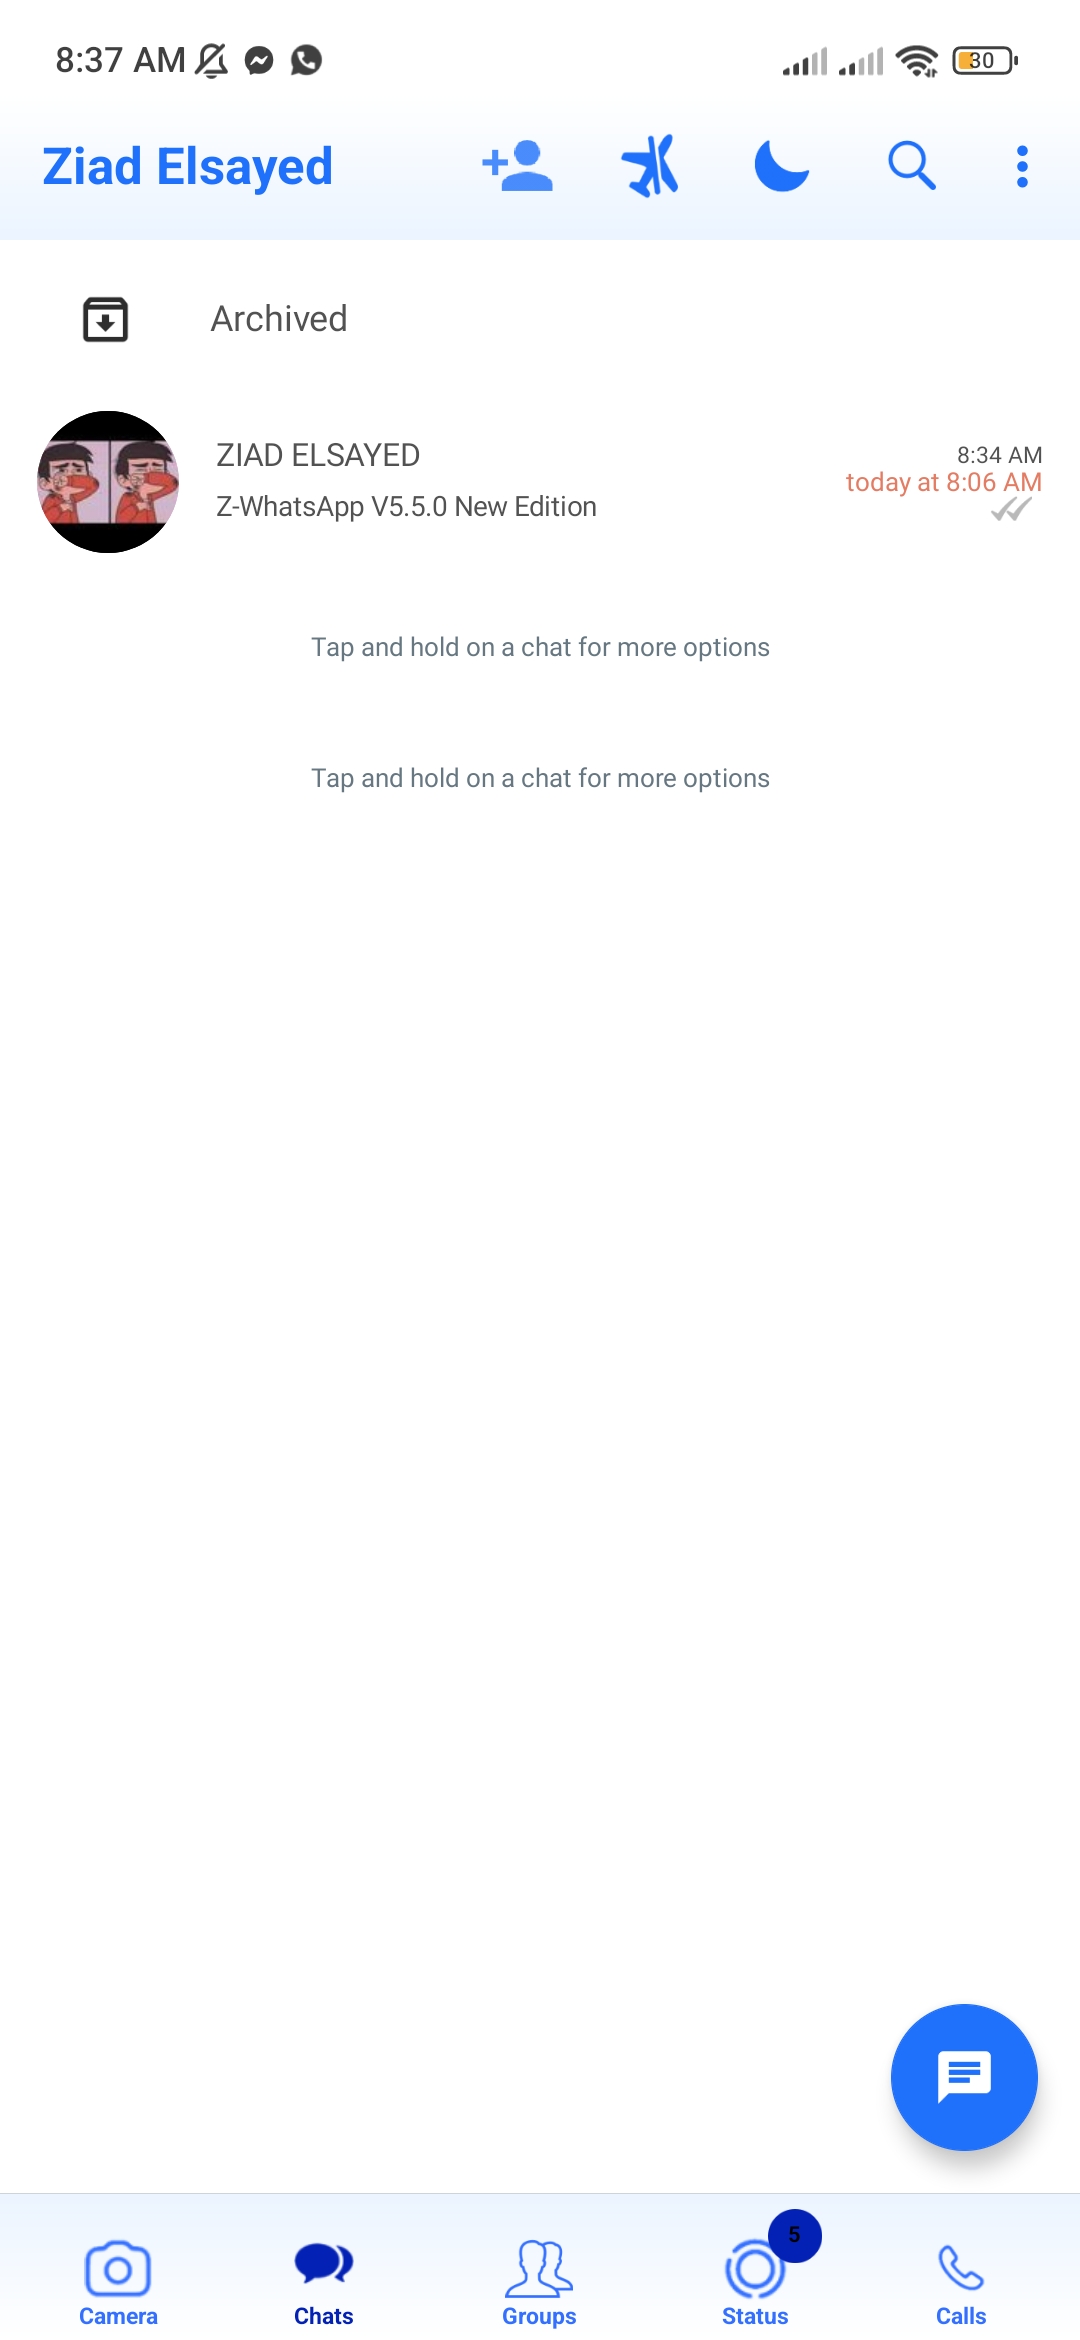 8:37 AM
30
Ziad Elsayed
Archived
ZIAD ELSAYED
8:34 AM
today at 8:06 AM
Z-WhatsApp V5.5.0 New Edition
Tap and hold on a chat for more options
Tap and hold on a chat for more options
5
Camera
Chats
Groups
Status
Calls